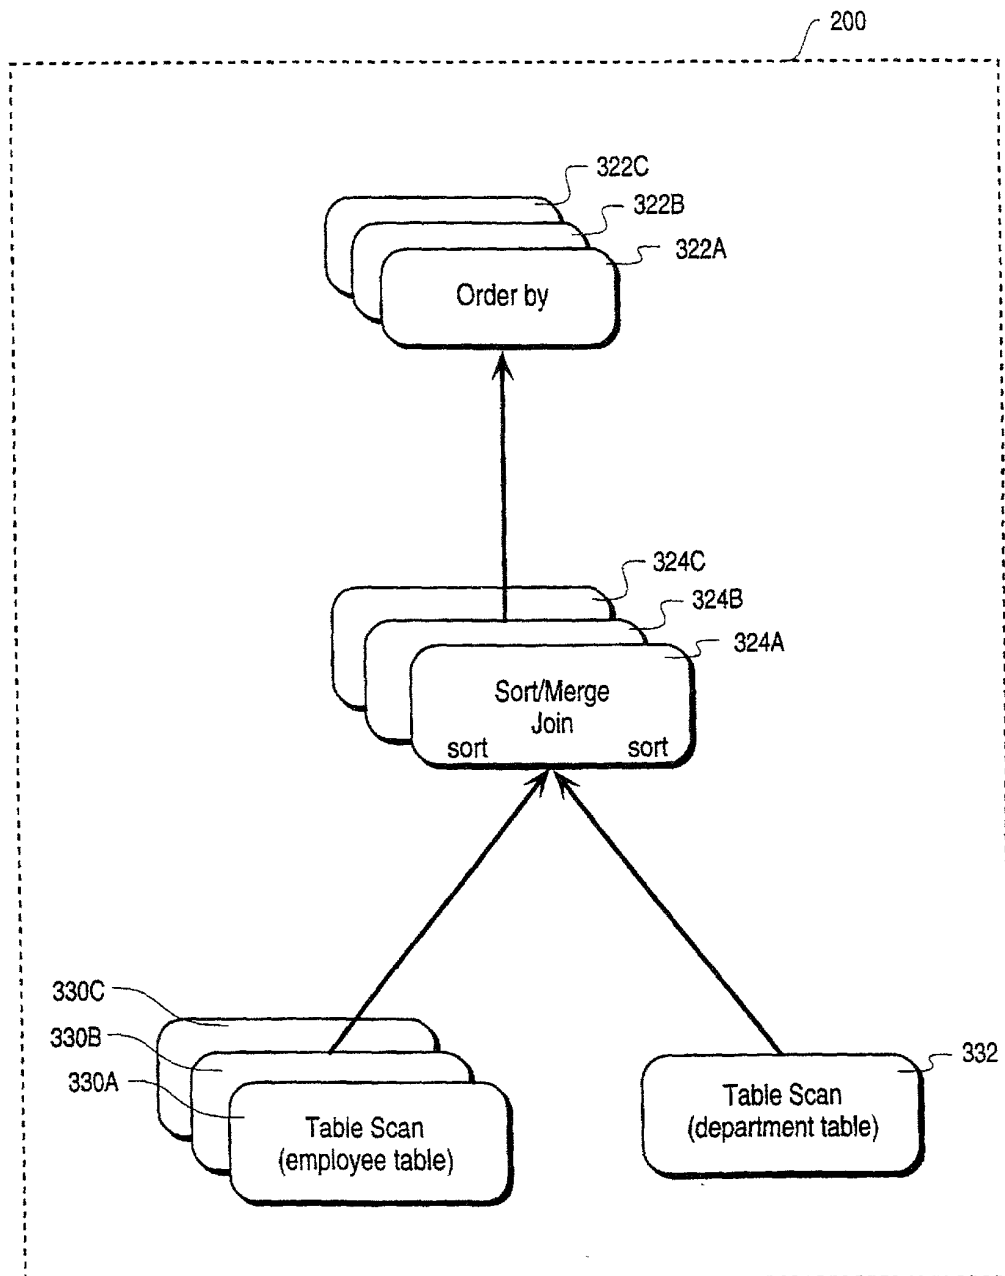 200
322C
322B
322A
Order by
324C
324B
324A
Sort/Merge
Join
sort sort
330C
330B
330A
Table Scan
(employee table)
332
Table Scan
(department table)